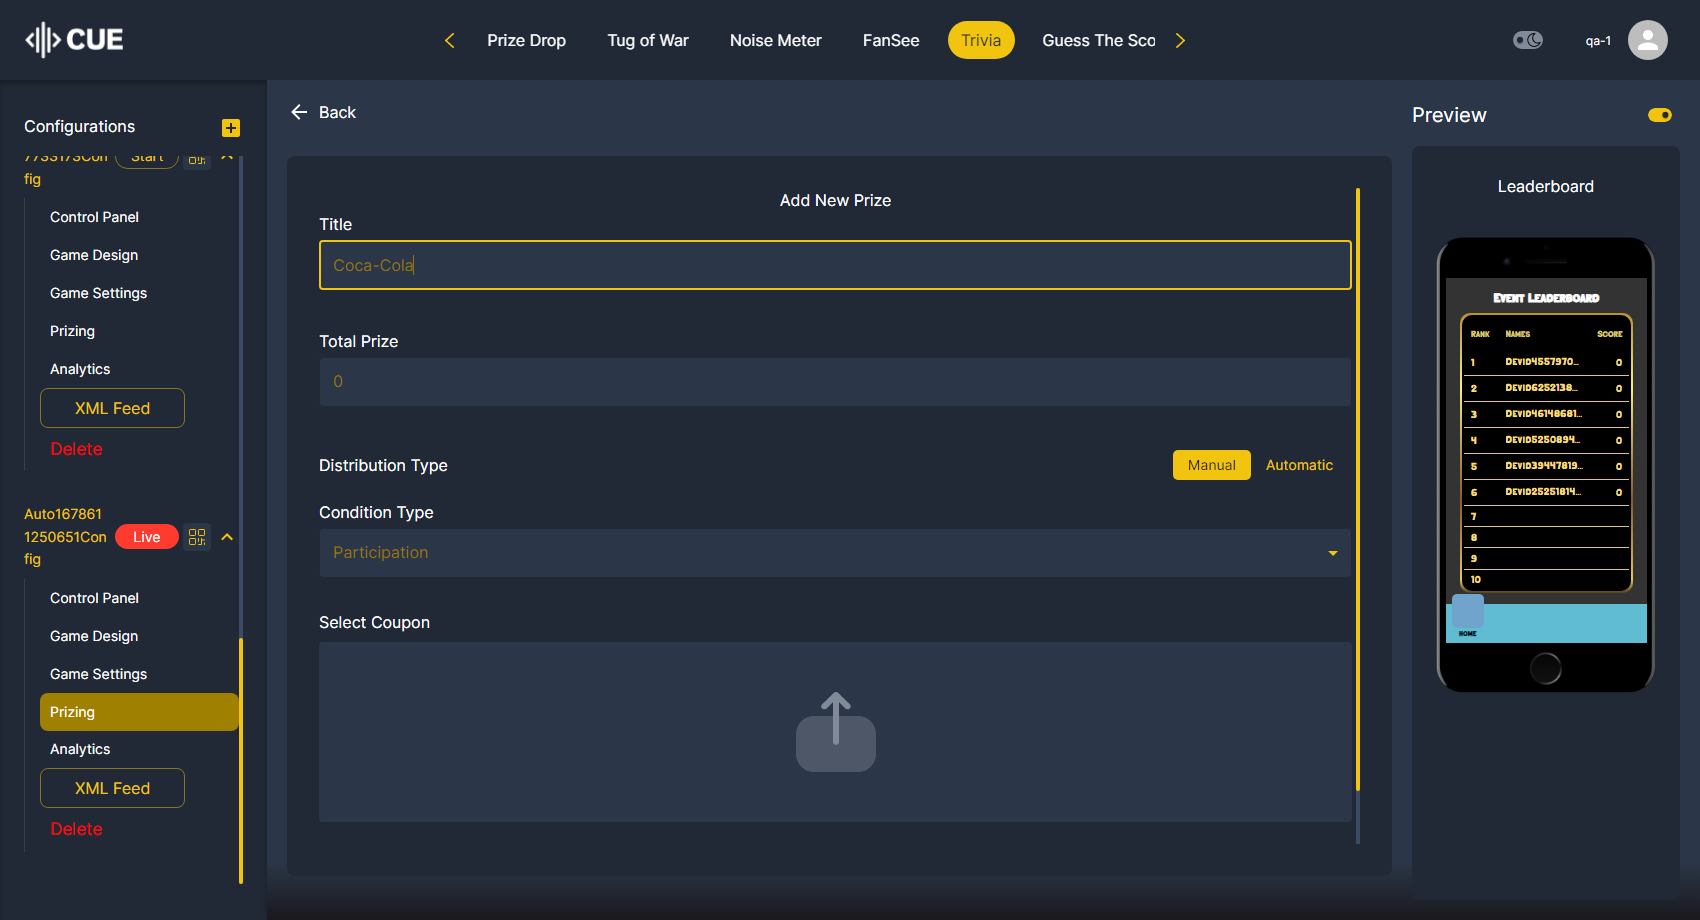 CUE
Prize Drop
Tug of War
Noise Meter
FanSee
Trivia
Guess The Sco
qa-1
Configurations
7733173Con
fig
Start
Control Panel
Game Design
Game Settings
Prizing
Analytics
XML Feed
Delete
Auto167861
1250651Con
fig
Live
Control Panel
Game Design
Game Settings
Prizing
Analytics
XML Feed
Delete
Back
Add New Prize
Title
Coca-Cola
Total Prize
0
Distribution Type
Manual
Automatic
Condition Type
Participation
Select Coupon
Preview
Leaderboard
EVENT LEADERBOARD
RANK NAMES SCORE
1 DEVID4557970... 0
2 DEVID6252138... 0
3 DEVID46148681... 0
4 DEVID5250894... 0
5 DEVID39447819... 0
6 DEVID25251814... 0
7
8
9
10
HOME